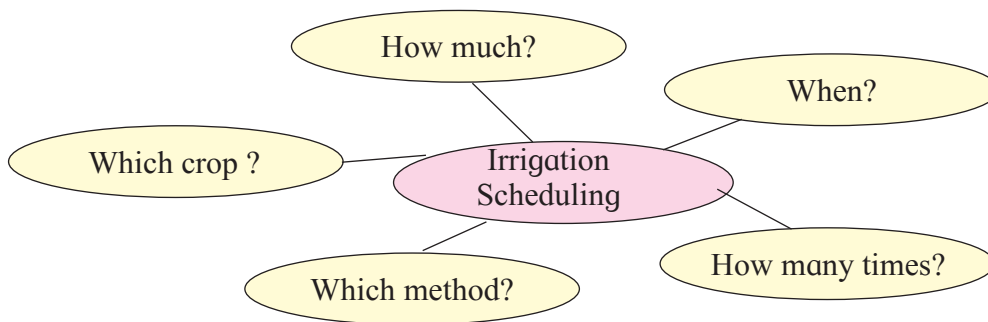 How much?
When?
Which crop ?
Irrigation
Scheduling
How many times?
Which method?